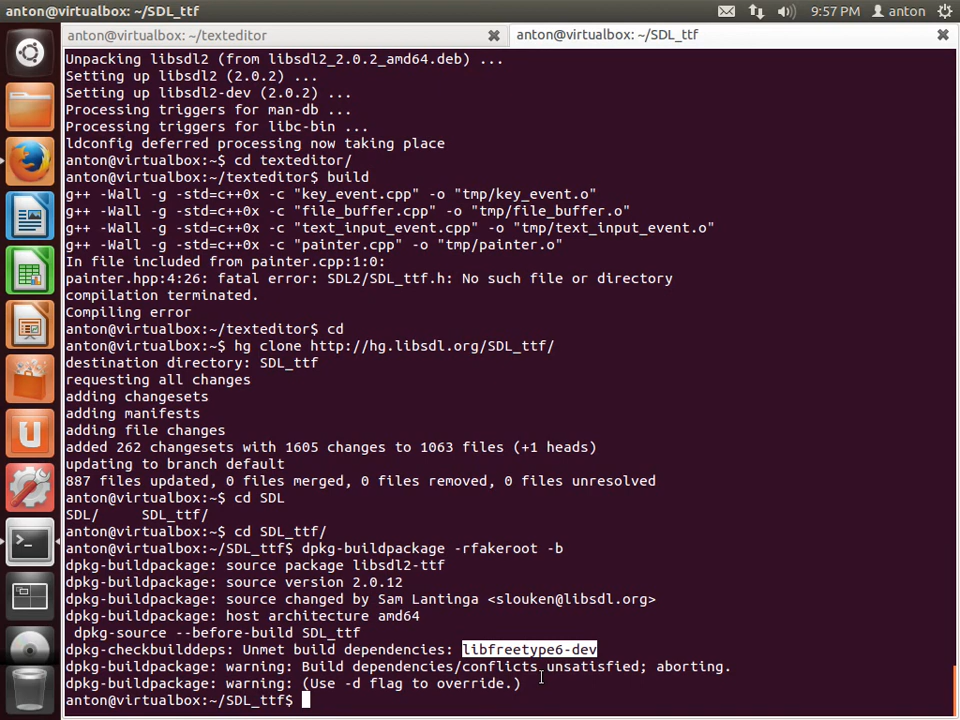 anton@virtualbox: ~/SDL_ttf
9:57 PM
anton
anton@virtualbox: ~/texteditor
anton@virtualbox: ~/SDL_ttf
Unpacking libsdl2 (from libsdl2_2.0.2_amd64.deb) ...
Setting up libsdl2 (2.0.2) ...
Setting up libsdl2-dev (2.0.2) ...
Processing triggers for man-db ...
Processing triggers for libc-bin ...
ldconfig deferred processing now taking place
anton@virtualbox:~$ cd texteditor/
anton@virtualbox:~/texteditor$ build
g++ -Wall -g -std=c++0x -c "key_event.cpp" -o "tmp/key_event.o"
g++ -Wall -g -std=c++0x -c "file_buffer.cpp" -o "tmp/file_buffer.o"
g++ -Wall -g -std=c++0x -c "text_input_event.cpp" -o "tmp/text_input_event.o"
g++ -Wall -g -std=c++0x -c "painter.cpp" -o "tmp/painter.o"
In file included from painter.cpp:1:0:
painter.hpp:4:26: fatal error: SDL2/SDL_ttf.h: No such file or directory
compilation terminated.
Compiling error
anton@virtualbox:~/texteditor$ cd
anton@virtualbox:~$ hg clone http://hg.libsdl.org/SDL_ttf/
destination directory: SDL_ttf
requesting all changes
adding changesets
adding manifests
adding file changes
added 262 changesets with 1605 changes to 1063 files (+1 heads)
updating to branch default
887 files updated, 0 files merged, 0 files removed, 0 files unresolved
anton@virtualbox:~$ cd SDL
SDL/     SDL_ttf/
anton@virtualbox:~$ cd SDL_ttf/
anton@virtualbox:~/SDL_ttf$ dpkg-buildpackage -rfakeroot -b
dpkg-buildpackage: source package libsdl2-ttf
dpkg-buildpackage: source version 2.0.12
dpkg-buildpackage: source changed by Sam Lantinga <slouken@libsdl.org>
dpkg-buildpackage: host architecture amd64
 dpkg-source --before-build SDL_ttf
dpkg-checkbuilddeps: Unmet build dependencies: libfreetype6-dev
dpkg-buildpackage: warning: Build dependencies/conflicts unsatisfied; aborting.
dpkg-buildpackage: warning: (Use -d flag to override.)
anton@virtualbox:~/SDL_ttf$